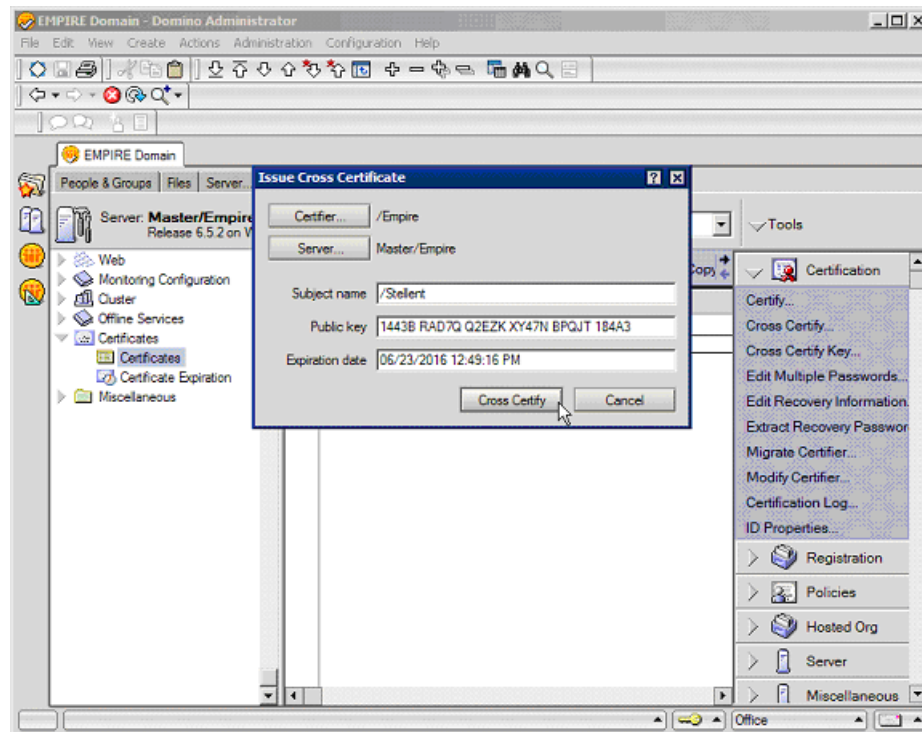 EMPIRE Domain - Domino Administrator
File Edit View Create Actions Administration Configuration Help
EMPIRE Domain
People & Groups Files Server...
Server: Master/Empire
Release 6.5.2 on
Web
Monitoring Configuration
Cluster
Offline Services
Certificates
Certificates
Certificate Expiration
Miscellaneous
Issue Cross Certificate
Certifier... /Empire
Server... Master/Empire
Subject name /Stellent
Public key 1443B RAD7Q Q2EZK XY47N BPQJT 184A3
Expiration date 06/23/2016 12:49:16 PM
Cross Certify Cancel
Copy
Tools
Certification
Certify...
Cross Certify...
Cross Certify Key...
Edit Multiple Passwords...
Edit Recovery Information.
Extract Recovery Passwor
Migrate Certifier...
Modify Certifier...
Certification Log...
ID Properties...
Registration
Policies
Hosted Org
Server
Miscellaneous
Office